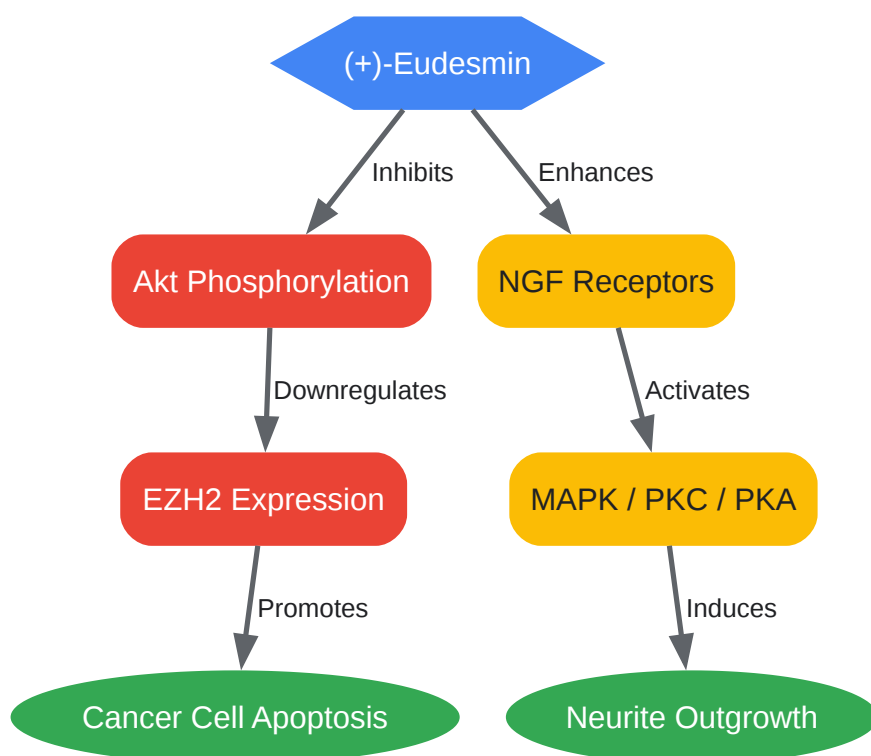 (+)-Eudesmin
Inhibits
Enhances
Akt Phosphorylation
NGF Receptors
Downregulates
Activates
EZH2 Expression
MAPK / PKC / PKA
Promotes
Induces
Cancer Cell Apoptosis
Neurite Outgrowth